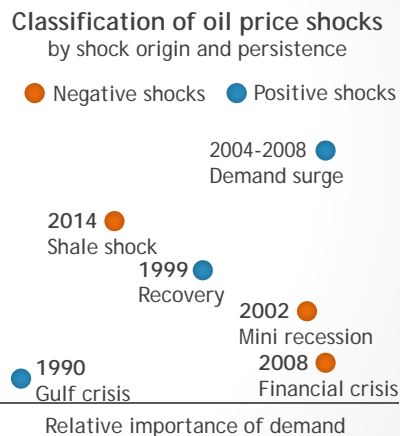 Classification of oil price shocks
by shock origin and persistence
Negative shocks Positive shocks
2004-2008
Demand surge
2014
Shale shock
1999
Recovery
2002
Mini recession
2008
Financial crisis
1990
Gulf crisis
Relative importance of demand